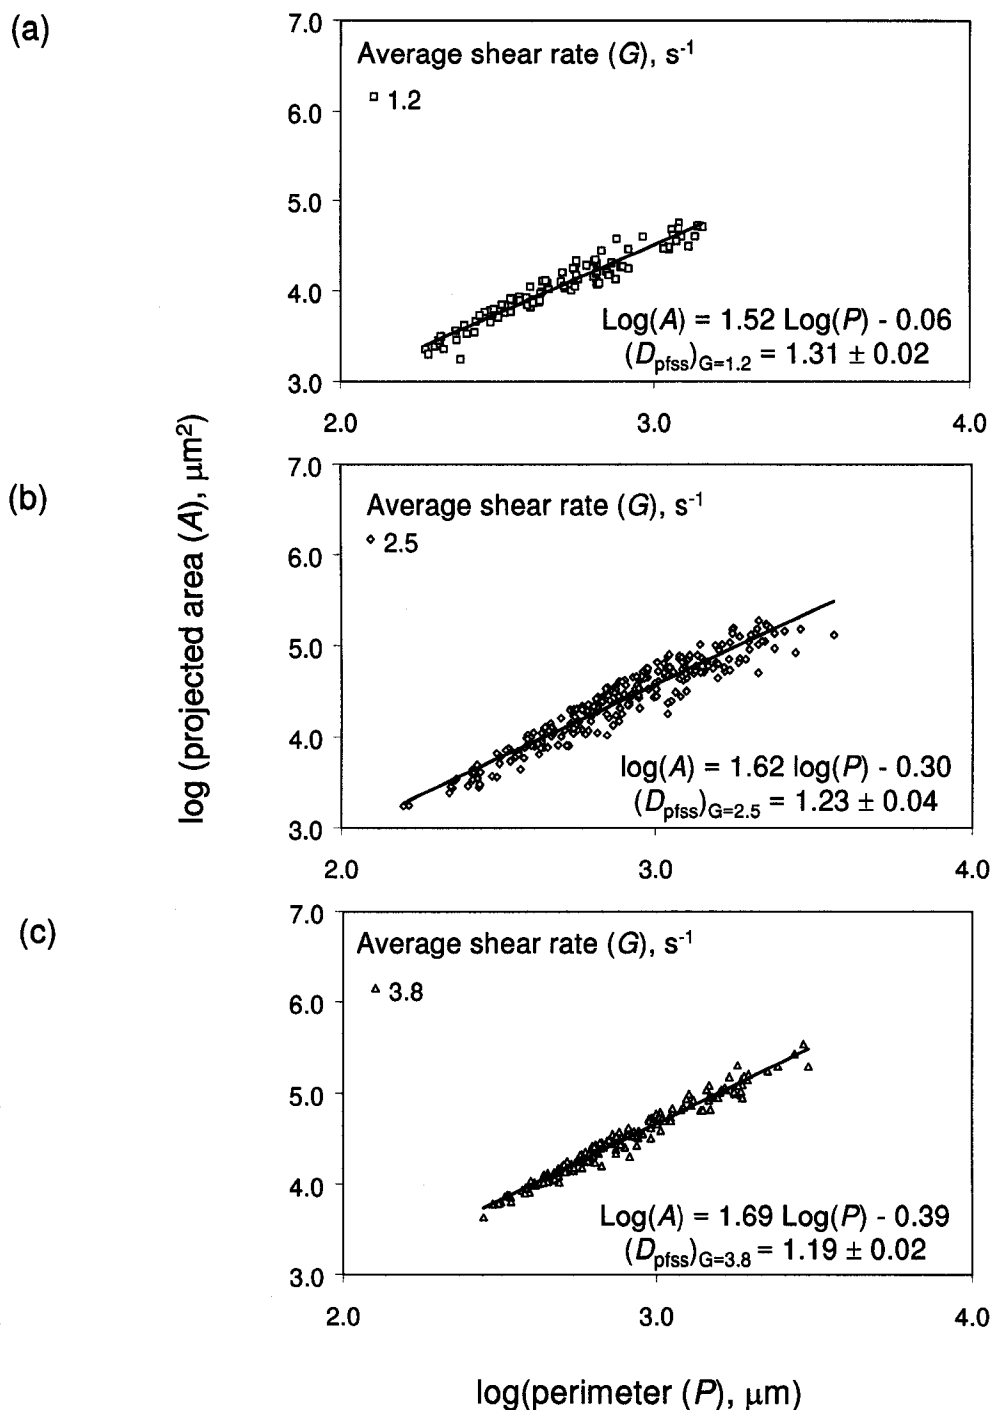 (a)
7.0
Average shear rate (G), s⁻¹
1.2
6.0
5.0
4.0
Log(A) = 1.52 Log(P) - 0.06
(Dpfss)G=1.2 = 1.31 ± 0.02
3.0
2.0 3.0 4.0
log (projected area (A), μm²)
(b)
7.0
Average shear rate (G), s⁻¹
2.5
6.0
5.0
4.0
log(A) = 1.62 log(P) - 0.30
(Dpfss)G=2.5 = 1.23 ± 0.04
3.0
2.0 3.0 4.0
(c)
7.0
Average shear rate (G), s⁻¹
3.8
6.0
5.0
4.0
Log(A) = 1.69 Log(P) - 0.39
(Dpfss)G=3.8 = 1.19 ± 0.02
3.0
2.0 3.0 4.0
log(perimeter (P), μm)